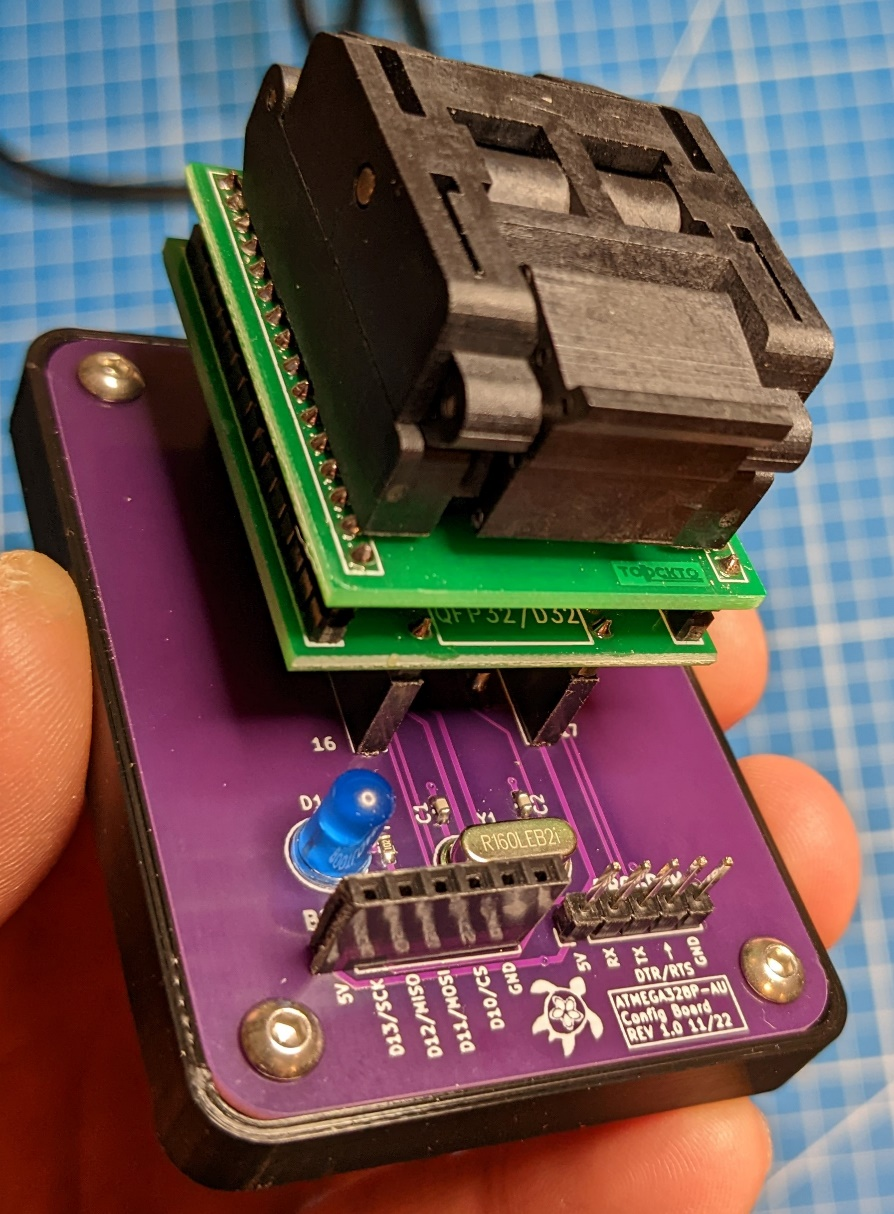 TOPCKTO
QFP32/D32
16
D1
C1
Y1
C2
R160LEB2i
5V
D13/SCK
D12/MISO
D11/MOSI
D10/CS
GND
5V
RX
TX
DTR/RTS
↑
GND
ATMEGA328P-AU
Config Board
REV 1.0 11/22